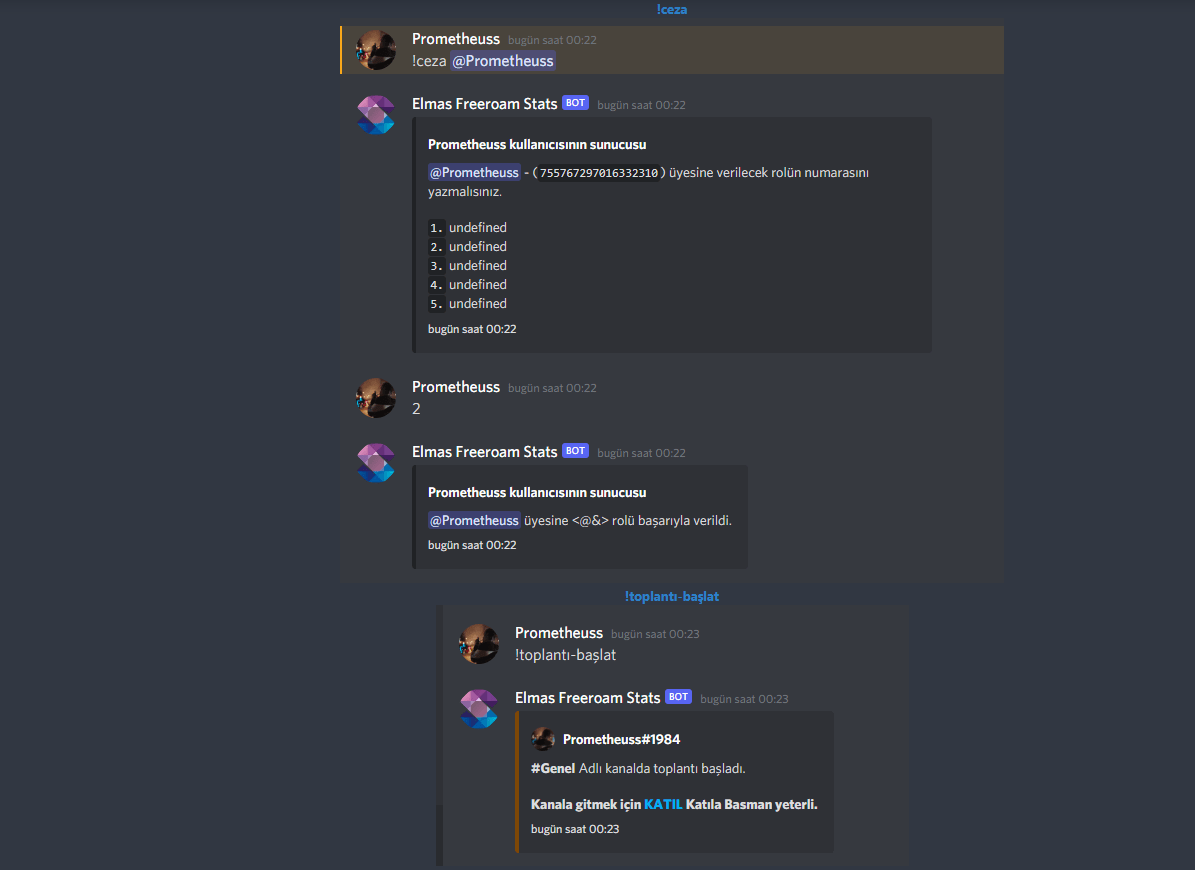 !ceza
Prometheuss bugün saat 00:22
!ceza @Prometheuss
Elmas Freeroam Stats BOT bugün saat 00:22
Prometheuss kullanıcısının sunucusu
@Prometheuss - (755767297016332310) üyesine verilecek rolün numarasını
yazmalısınız.
1. undefined
2. undefined
3. undefined
4. undefined
5. undefined
bugün saat 00:22
Prometheuss bugün saat 00:22
2
Elmas Freeroam Stats BOT bugün saat 00:22
Prometheuss kullanıcısının sunucusu
@Prometheuss üyesine <@&> rolü başarıyla verildi.
bugün saat 00:22
!toplantı-başlat
Prometheuss bugün saat 00:23
!toplantı-başlat
Elmas Freeroam Stats BOT bugün saat 00:23
Prometheuss#1984
#Genel Adlı kanalda toplantı başladı.
Kanala gitmek için KATIL Katıla Basman yeterli.
bugün saat 00:23